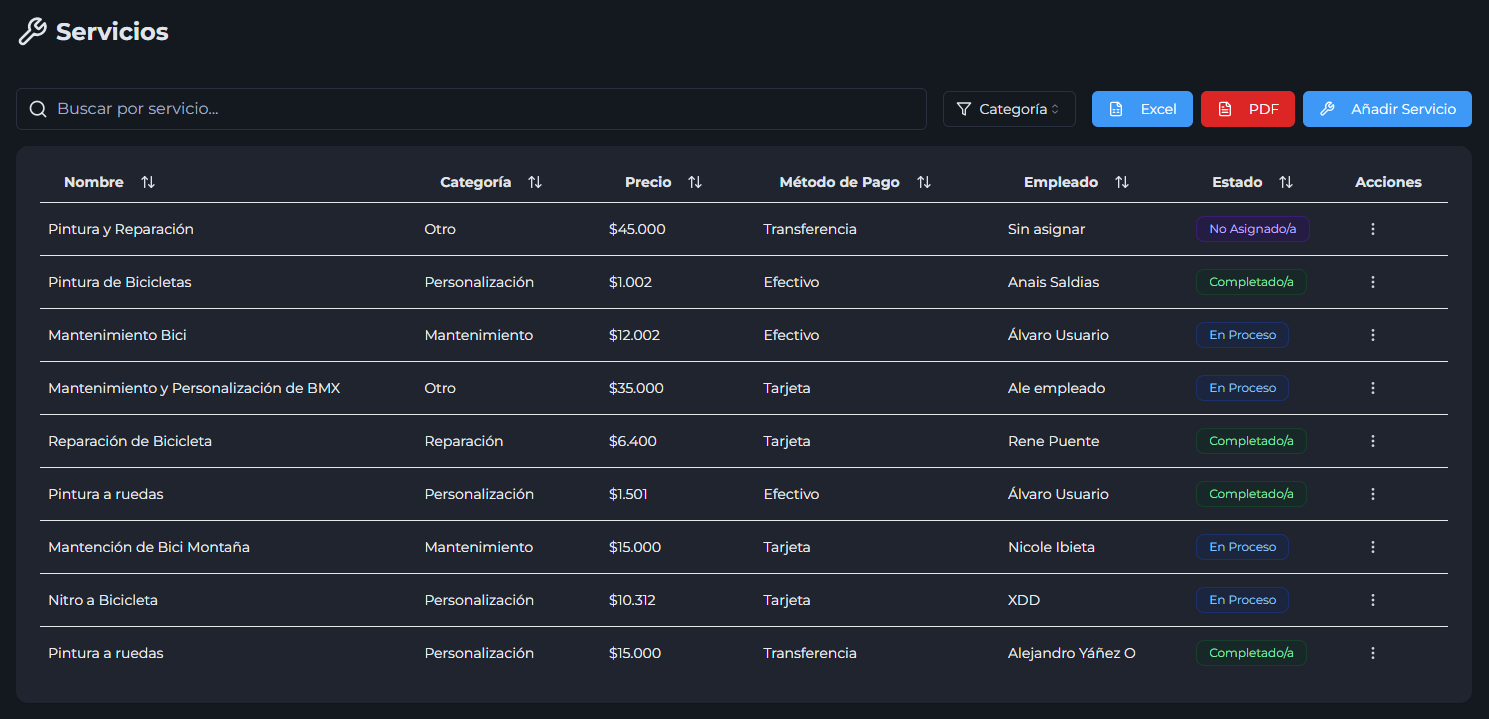 Servicios
Buscar por servicio... Categoría Excel PDF Añadir Servicio
Nombre Categoría Precio Método de Pago Empleado Estado Acciones
Pintura y Reparación Otro $45.000 Transferencia Sin asignar No Asignado/a
Pintura de Bicicletas Personalización $1.002 Efectivo Anais Saldias Completado/a
Mantenimiento Bici Mantenimiento $12.002 Efectivo Álvaro Usuario En Proceso
Mantenimiento y Personalización de BMX Otro $35.000 Tarjeta Ale empleado En Proceso
Reparación de Bicicleta Reparación $6.400 Tarjeta Rene Puente Completado/a
Pintura a ruedas Personalización $1.501 Efectivo Álvaro Usuario Completado/a
Mantención de Bici Montaña Mantenimiento $15.000 Tarjeta Nicole Ibieta En Proceso
Nitro a Bicicleta Personalización $10.312 Tarjeta XDD En Proceso
Pintura a ruedas Personalización $15.000 Transferencia Alejandro Yáñez O Completado/a